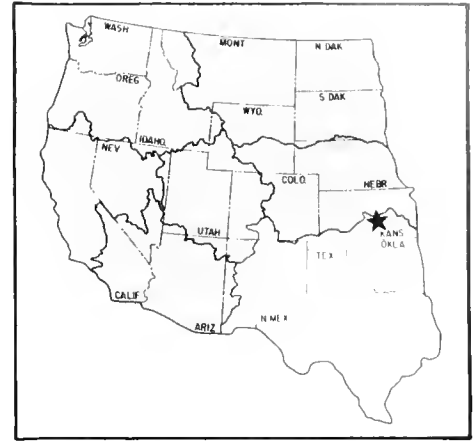 WASH
MONT
N DAK
OREG
S DAK
WYO.
IDAHO
NEV
COLO.
NEBR
UTAH
KANS
OKLA
TEX
CALIF
N MEX
ARIZ